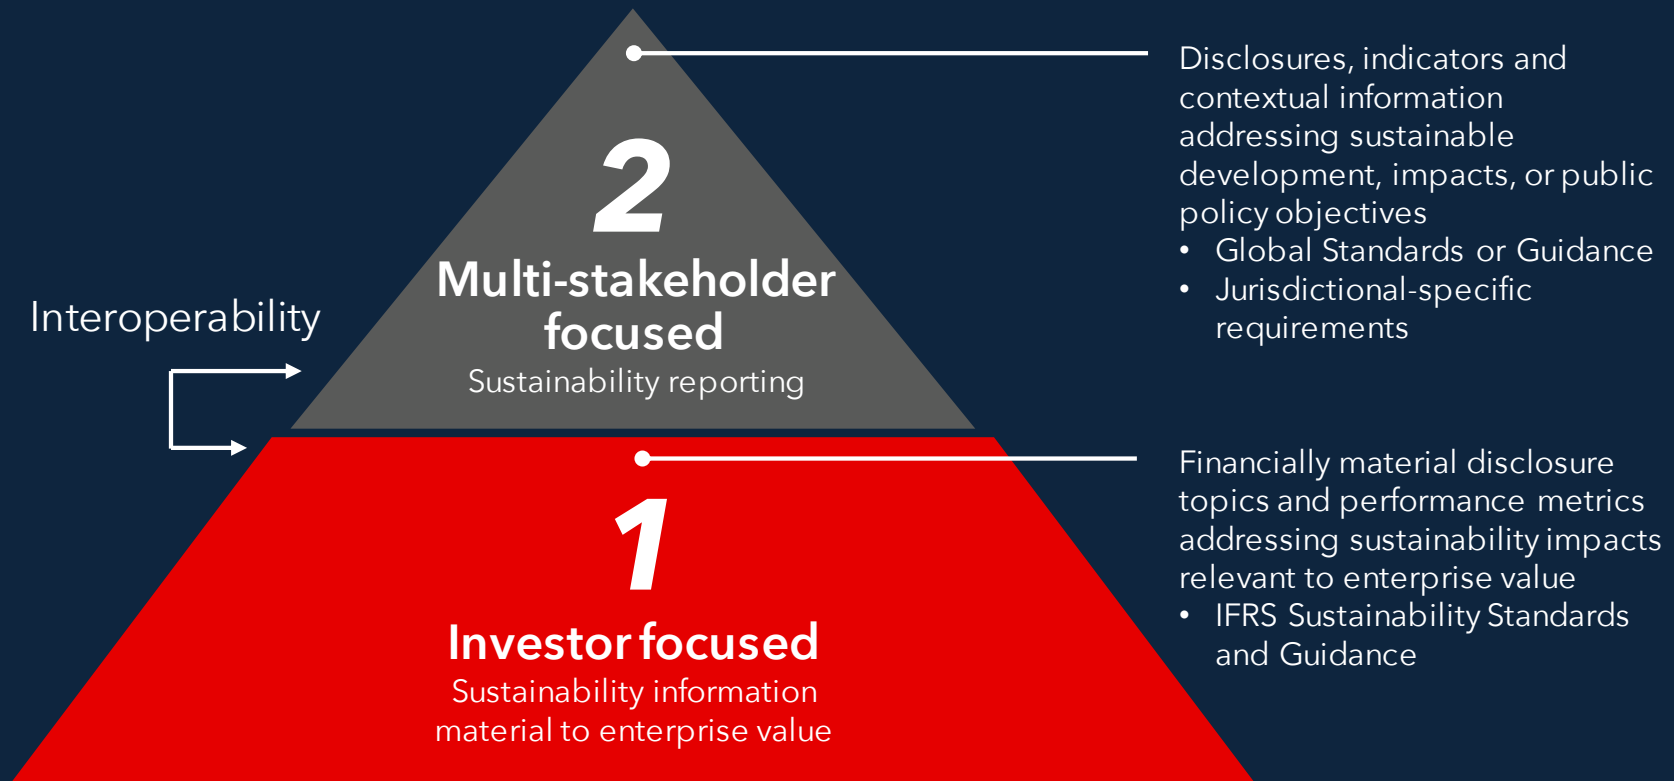 2
Multi-stakeholder
focused
Sustainability reporting
Interoperability
1
Investor focused
Sustainability information
material to enterprise value
Disclosures, indicators and
contextual information
addressing sustainable
development, impacts, or public
policy objectives
• Global Standards or Guidance
• Jurisdictional-specific
requirements
Financially material disclosure
topics and performance metrics
addressing sustainability impacts
relevant to enterprise value
• IFRS Sustainability Standards
and Guidance